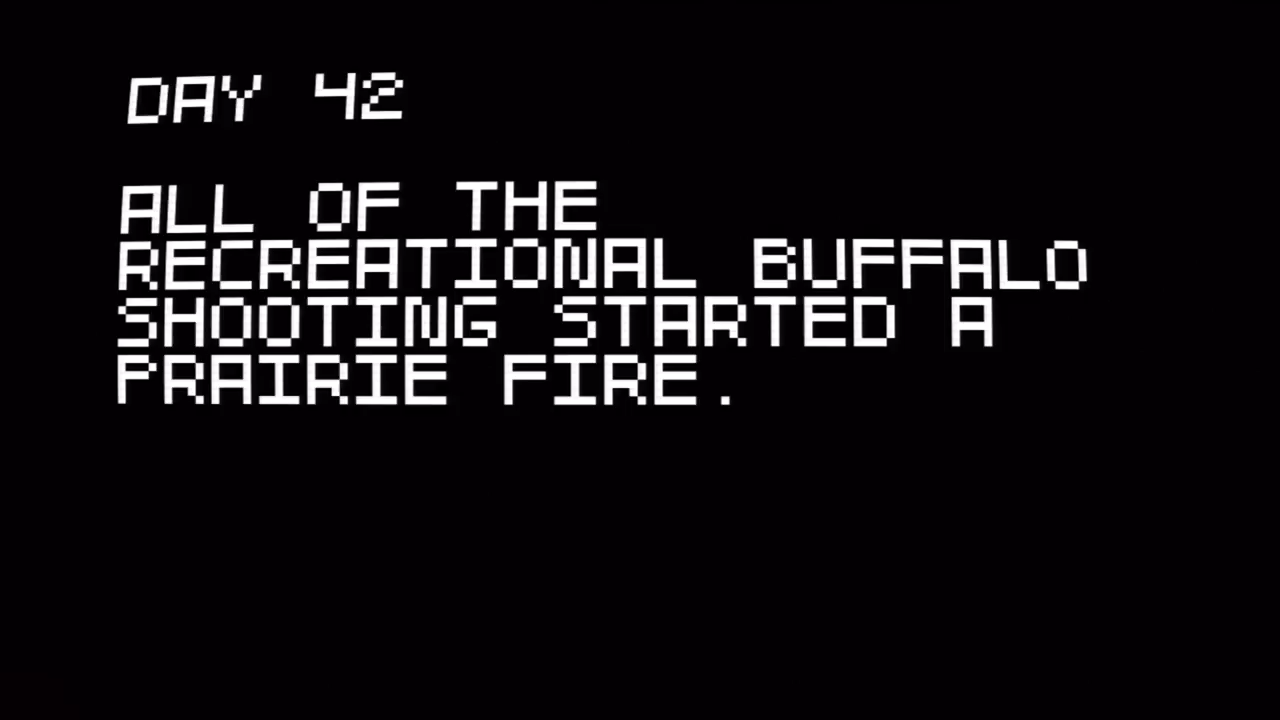 DAY 42
ALL OF THE
RECREATIONAL BUFFALO
SHOOTING STARTED A
PRAIRIE FIRE.